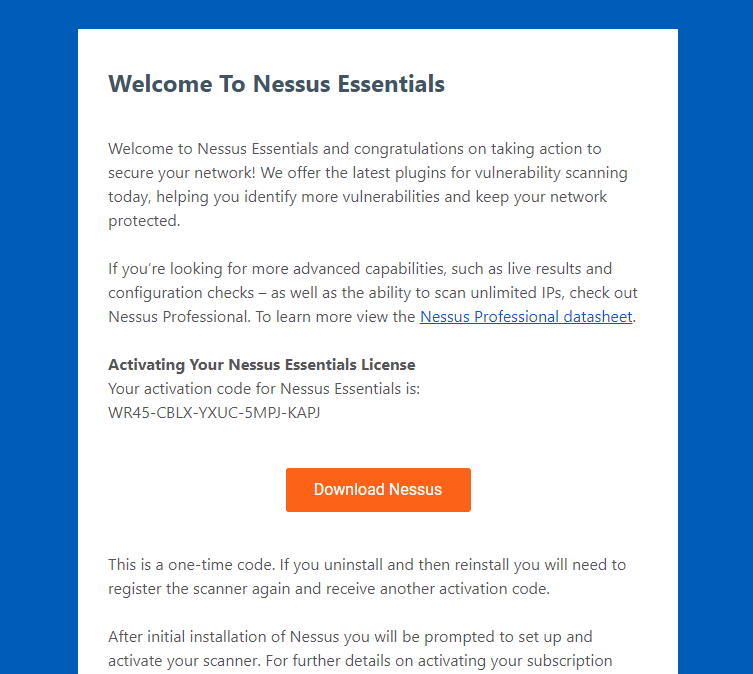 Welcome To Nessus Essentials
Welcome to Nessus Essentials and congratulations on taking action to
secure your network! We offer the latest plugins for vulnerability scanning
today, helping you identify more vulnerabilities and keep your network
protected.
If you're looking for more advanced capabilities, such as live results and
configuration checks – as well as the ability to scan unlimited IPs, check out
Nessus Professional. To learn more view the Nessus Professional datasheet.
Activating Your Nessus Essentials License
Your activation code for Nessus Essentials is:
WR45-CBLX-YXUC-5MPJ-KAPJ
Download Nessus
This is a one-time code. If you uninstall and then reinstall you will need to
register the scanner again and receive another activation code.
After initial installation of Nessus you will be prompted to set up and
activate your scanner. For further details on activating your subscription